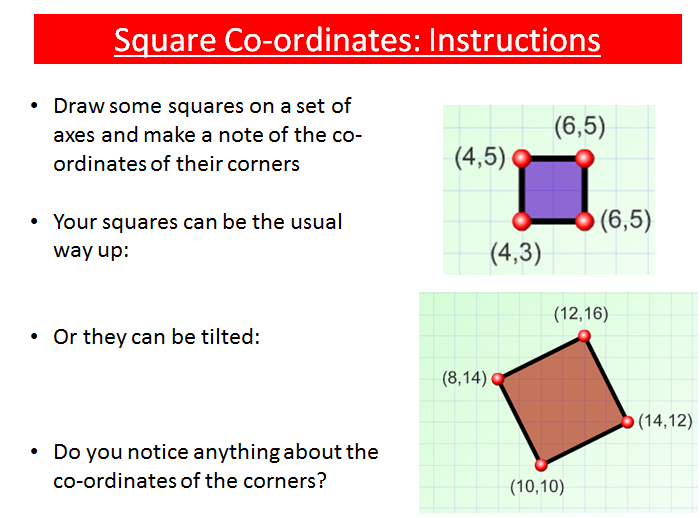 Square Co-ordinates: Instructions
• Draw some squares on a set of
axes and make a note of the co-
ordinates of their corners
• Your squares can be the usual
way up:
• Or they can be tilted:
• Do you notice anything about the
co-ordinates of the corners?
(6,5)
(4,5)
(6,5)
(4,3)
(12,16)
(8,14)
(14,12)
(10,10)